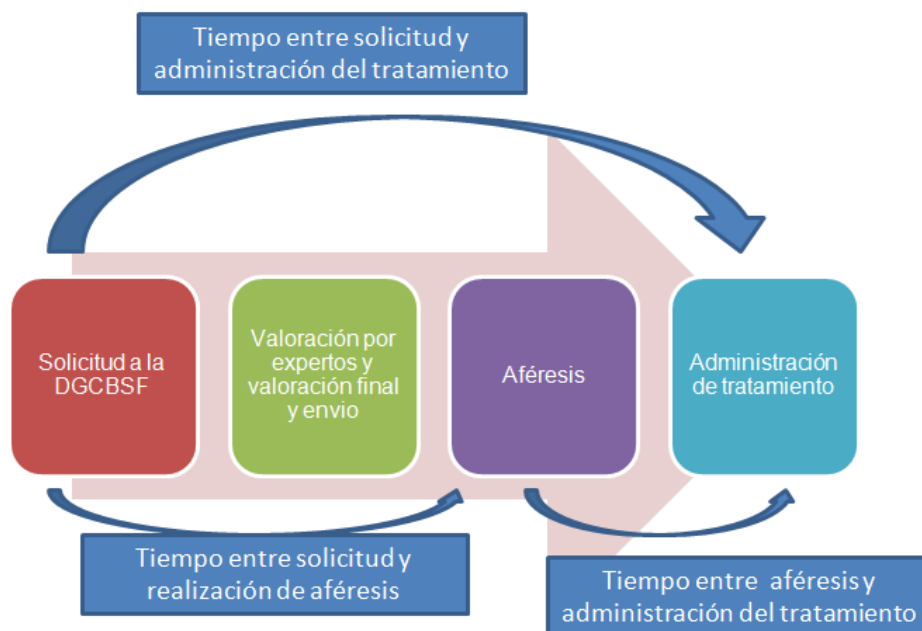 Tiempo entre solicitud y
administración del tratamiento
Solicitud a la
DGCBSF
Valoración por
expertos y
valoración final
y envio
Aféresis
Administración
de tratamiento
Tiempo entre solicitud y
realización de aféresis
Tiempo entre aféresis y
administración del tratamiento